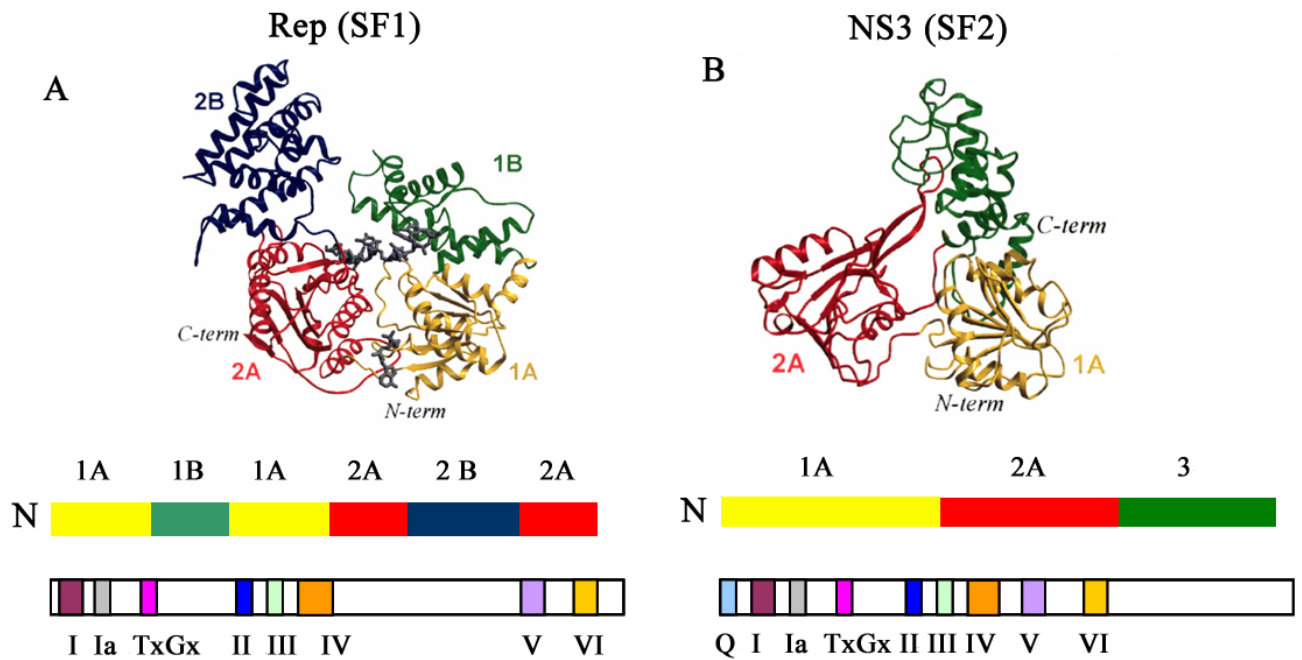 Rep (SF1)
A
2B
1B
C-term
2A
1A
N-term
1A 1B 1A 2A 2 B 2A
N
I Ia TxGx II III IV V VI
NS3 (SF2)
B
C-term
2A
1A
N-term
1A 2A 3
N
Q I Ia TxGx II III IV V VI